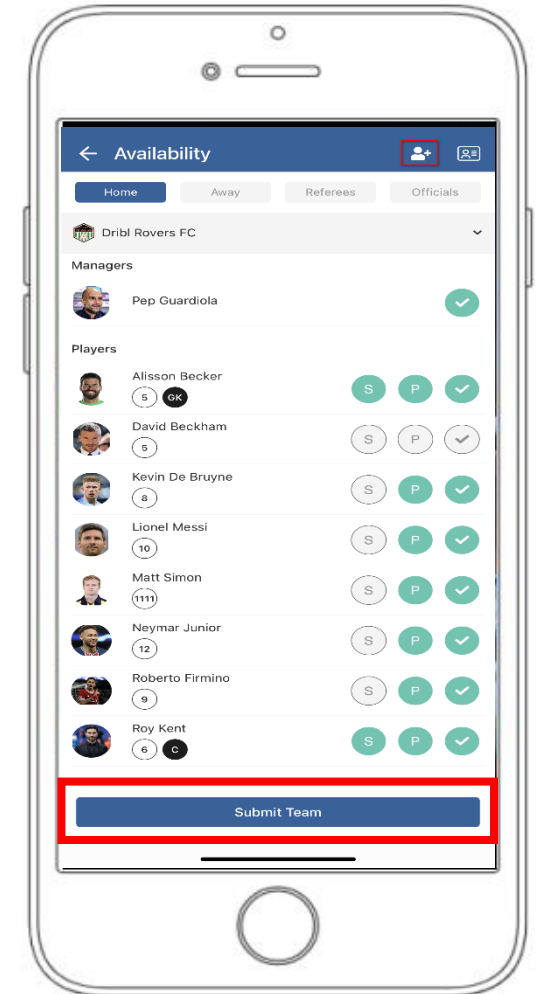 Availability
Home Away Referees Officials
Dribl Rovers FC
Managers
Pep Guardiola
Players
Alisson Becker
5 GK S P
David Beckham
5 S P
Kevin De Bruyne
8 S P
Lionel Messi
10 S P
Matt Simon
1111 S P
Neymar Junior
12 S P
Roberto Firmino
9 S P
Roy Kent
6 C S P
Submit Team